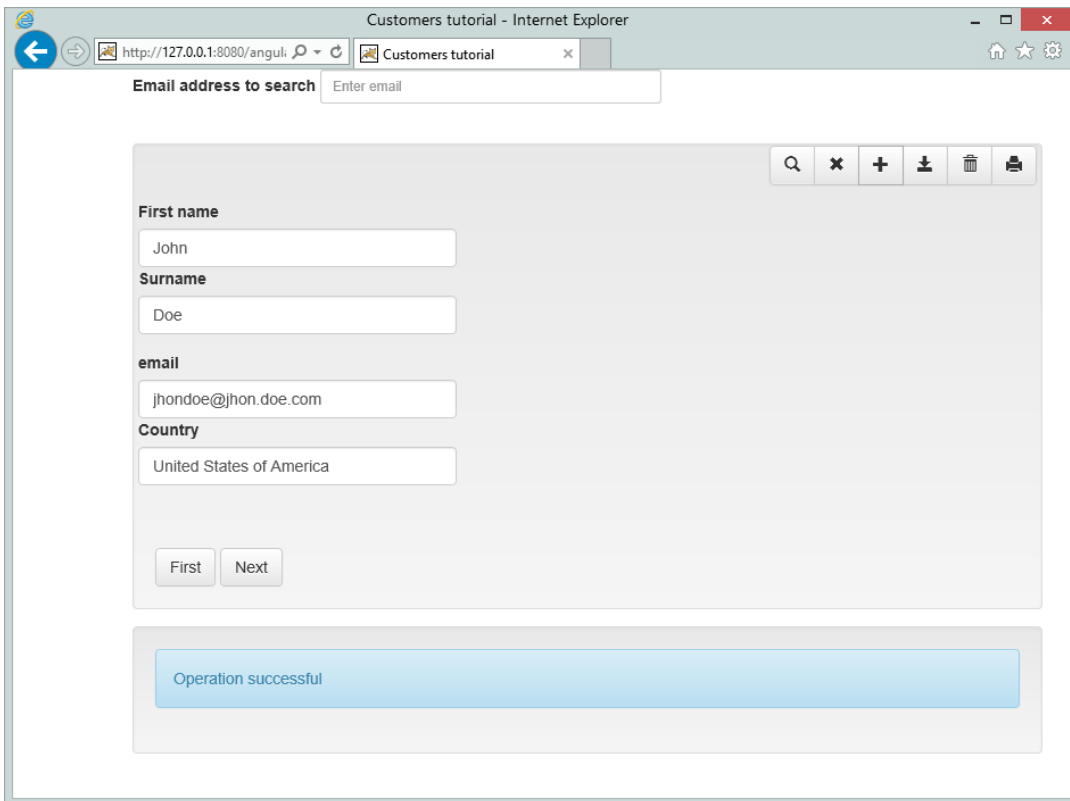 Customers tutorial - Internet Explorer
http://127.0.0.1:8080/angul
Customers tutorial
Email address to search Enter email
First name
John
Surname
Doe
email
jhondoe@jhon.doe.com
Country
United States of America
First Next
Operation successful